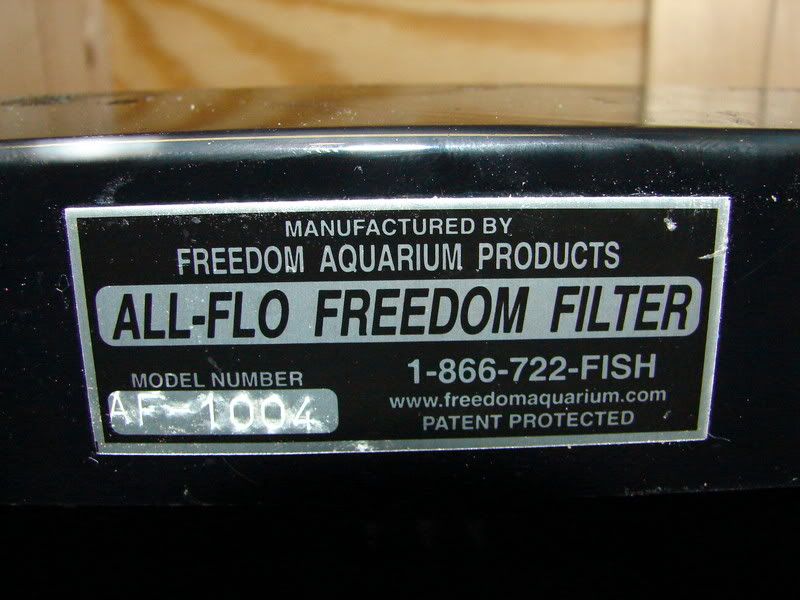 MANUFACTURED BY
FREEDOM AQUARIUM PRODUCTS
ALL-FLO FREEDOM FILTER
MODEL NUMBER
AF-1004
1-866-722-FISH
www.freedomaquarium.com
PATENT PROTECTED